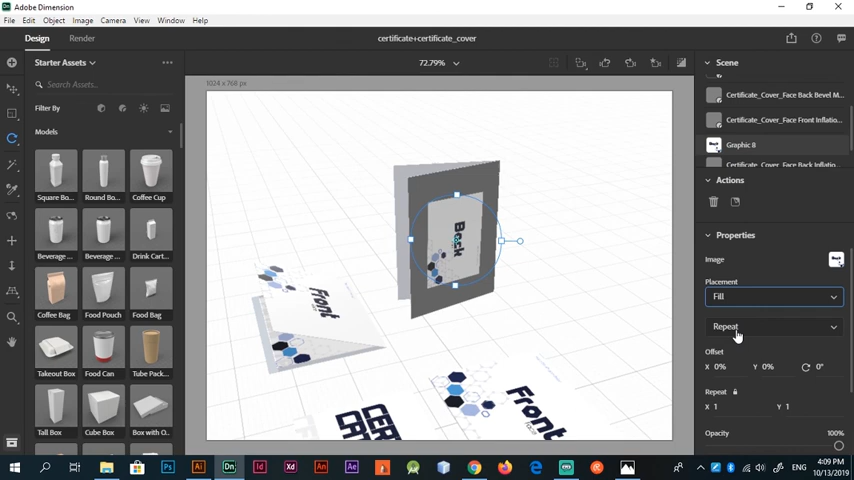 Adobe Dimension
File Edit Object Image Camera View Window Help
Design Render certificate+certificate_cover
Starter Assets 72.79% Scene
1024 x 768 px
Search Assets...
Certificate_Cover_Face Back Bevel M...
Filter By
Certificate_Cover_Face Front Inflatio...
Models
Graphic 8
Certificate_Cover_Face Back Inflatio...
Actions
Square Bo... Round Bo... Coffee Cup
Properties
Back
Beverage ... Beverage ... Drink Cart...
Image
Placement
Fill
Front
Coffee Bag Food Pouch Food Bag
Repeat
Offset
X 0% Y 0% 0°
Takeout Box Food Can Tube Pack...
Repeat
Front
X 1 Y 1
Tall Box Cube Box Box with O...
Opacity 100%
ENG
4:09 PM
10/13/2019